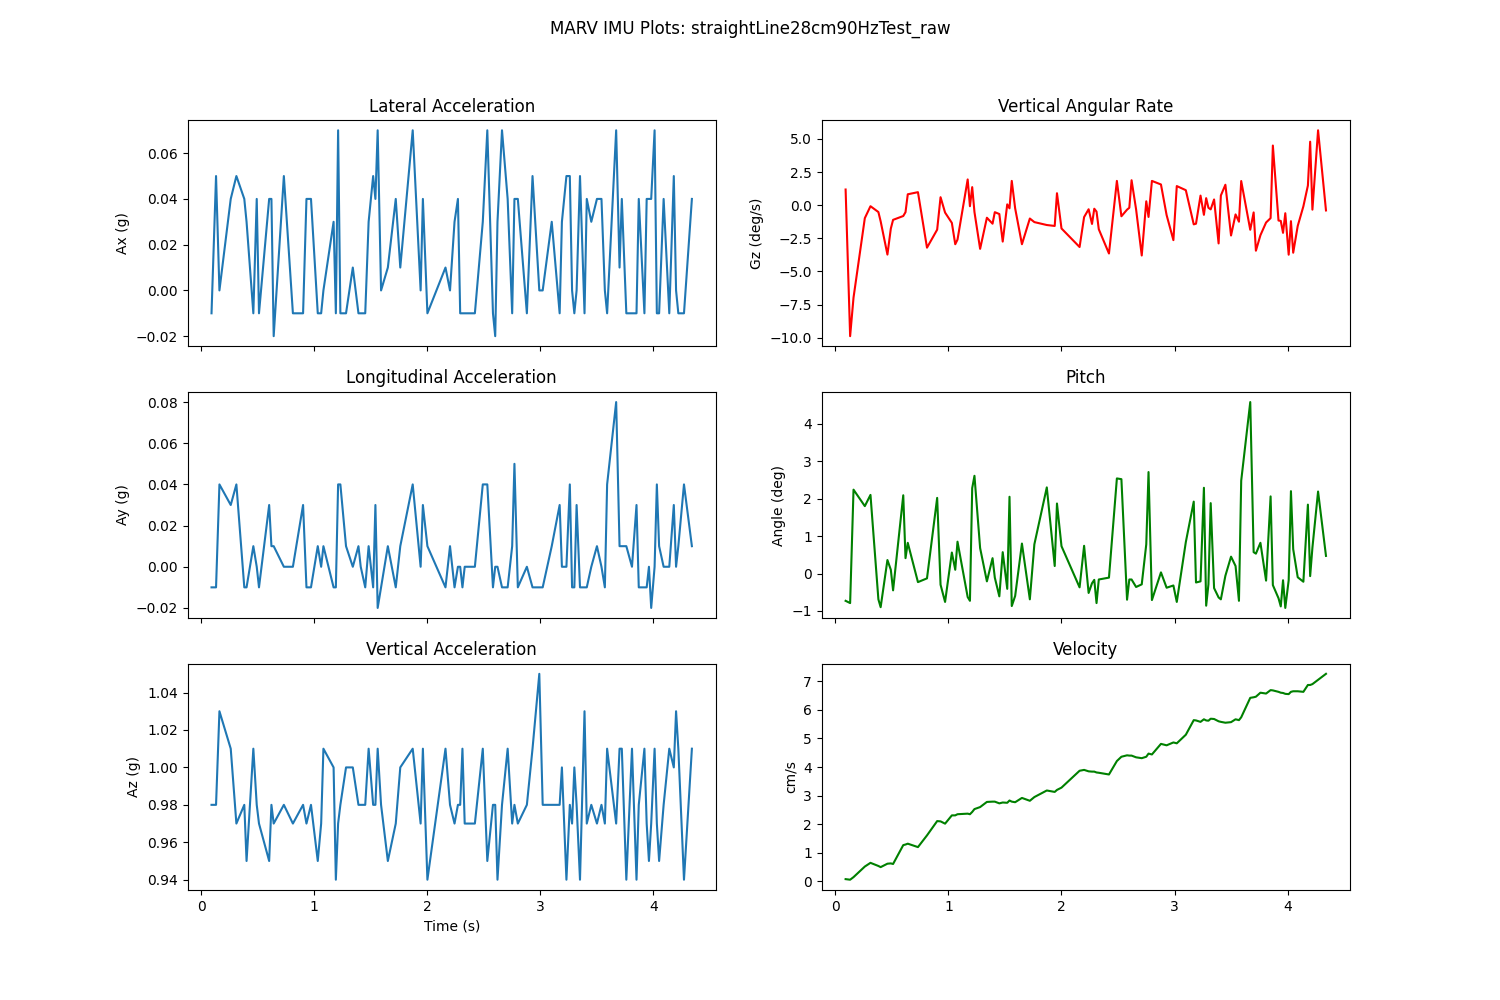 MARV IMU Plots: straightLine28cm90HzTest_raw
Lateral Acceleration
Ax (g)
0.06
0.04
0.02
0.00
−0.02
Vertical Angular Rate
Gz (deg/s)
5.0
2.5
0.0
−2.5
−5.0
−7.5
−10.0
Longitudinal Acceleration
Ay (g)
0.08
0.06
0.04
0.02
0.00
−0.02
Pitch
Angle (deg)
4
3
2
1
0
−1
Vertical Acceleration
Az (g)
1.04
1.02
1.00
0.98
0.96
0.94
0 1 2 3 4
Time (s)
Velocity
cm/s
7
6
5
4
3
2
1
0
0 1 2 3 4